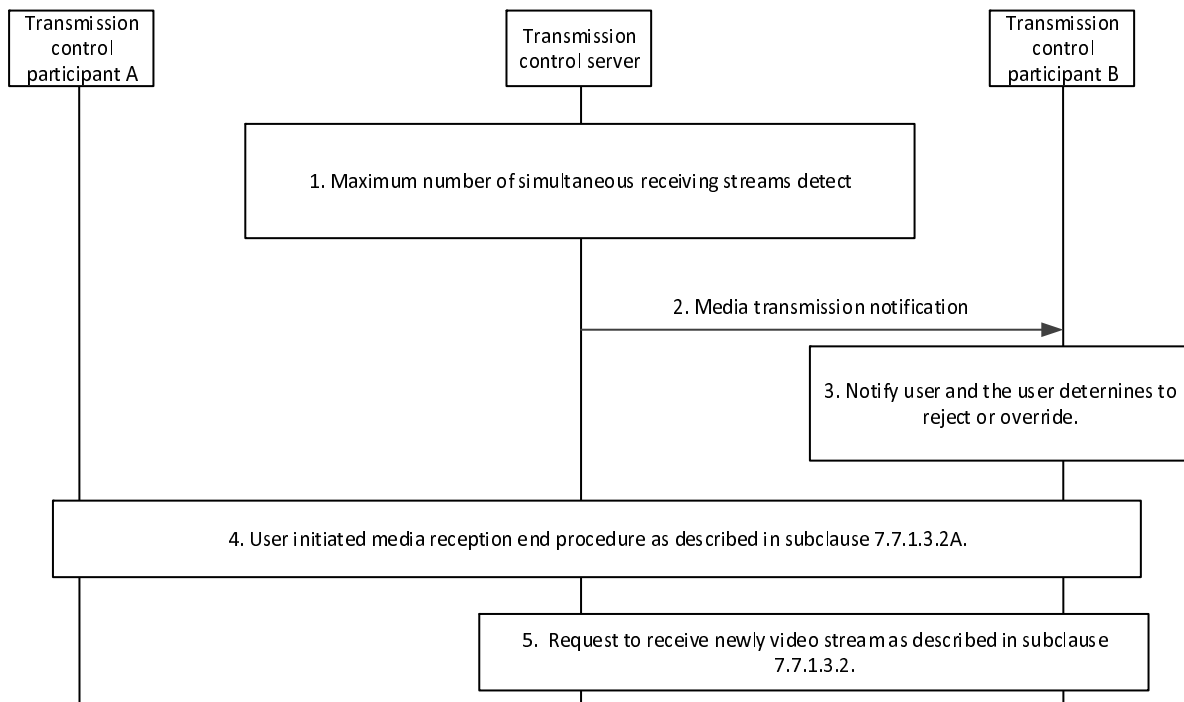 Transmission
control
participant A
Transmission
control server
Transmission
control
participant B
1. Maximum number of simultaneous receiving streams detect
2. Media transmission notification
3. Notify user and the user deternines to
reject or override.
4. User initiated media reception end procedure as described in subclause 7.7.1.3.2A.
5. Request to receive newly video stream as described in subclause
7.7.1.3.2.